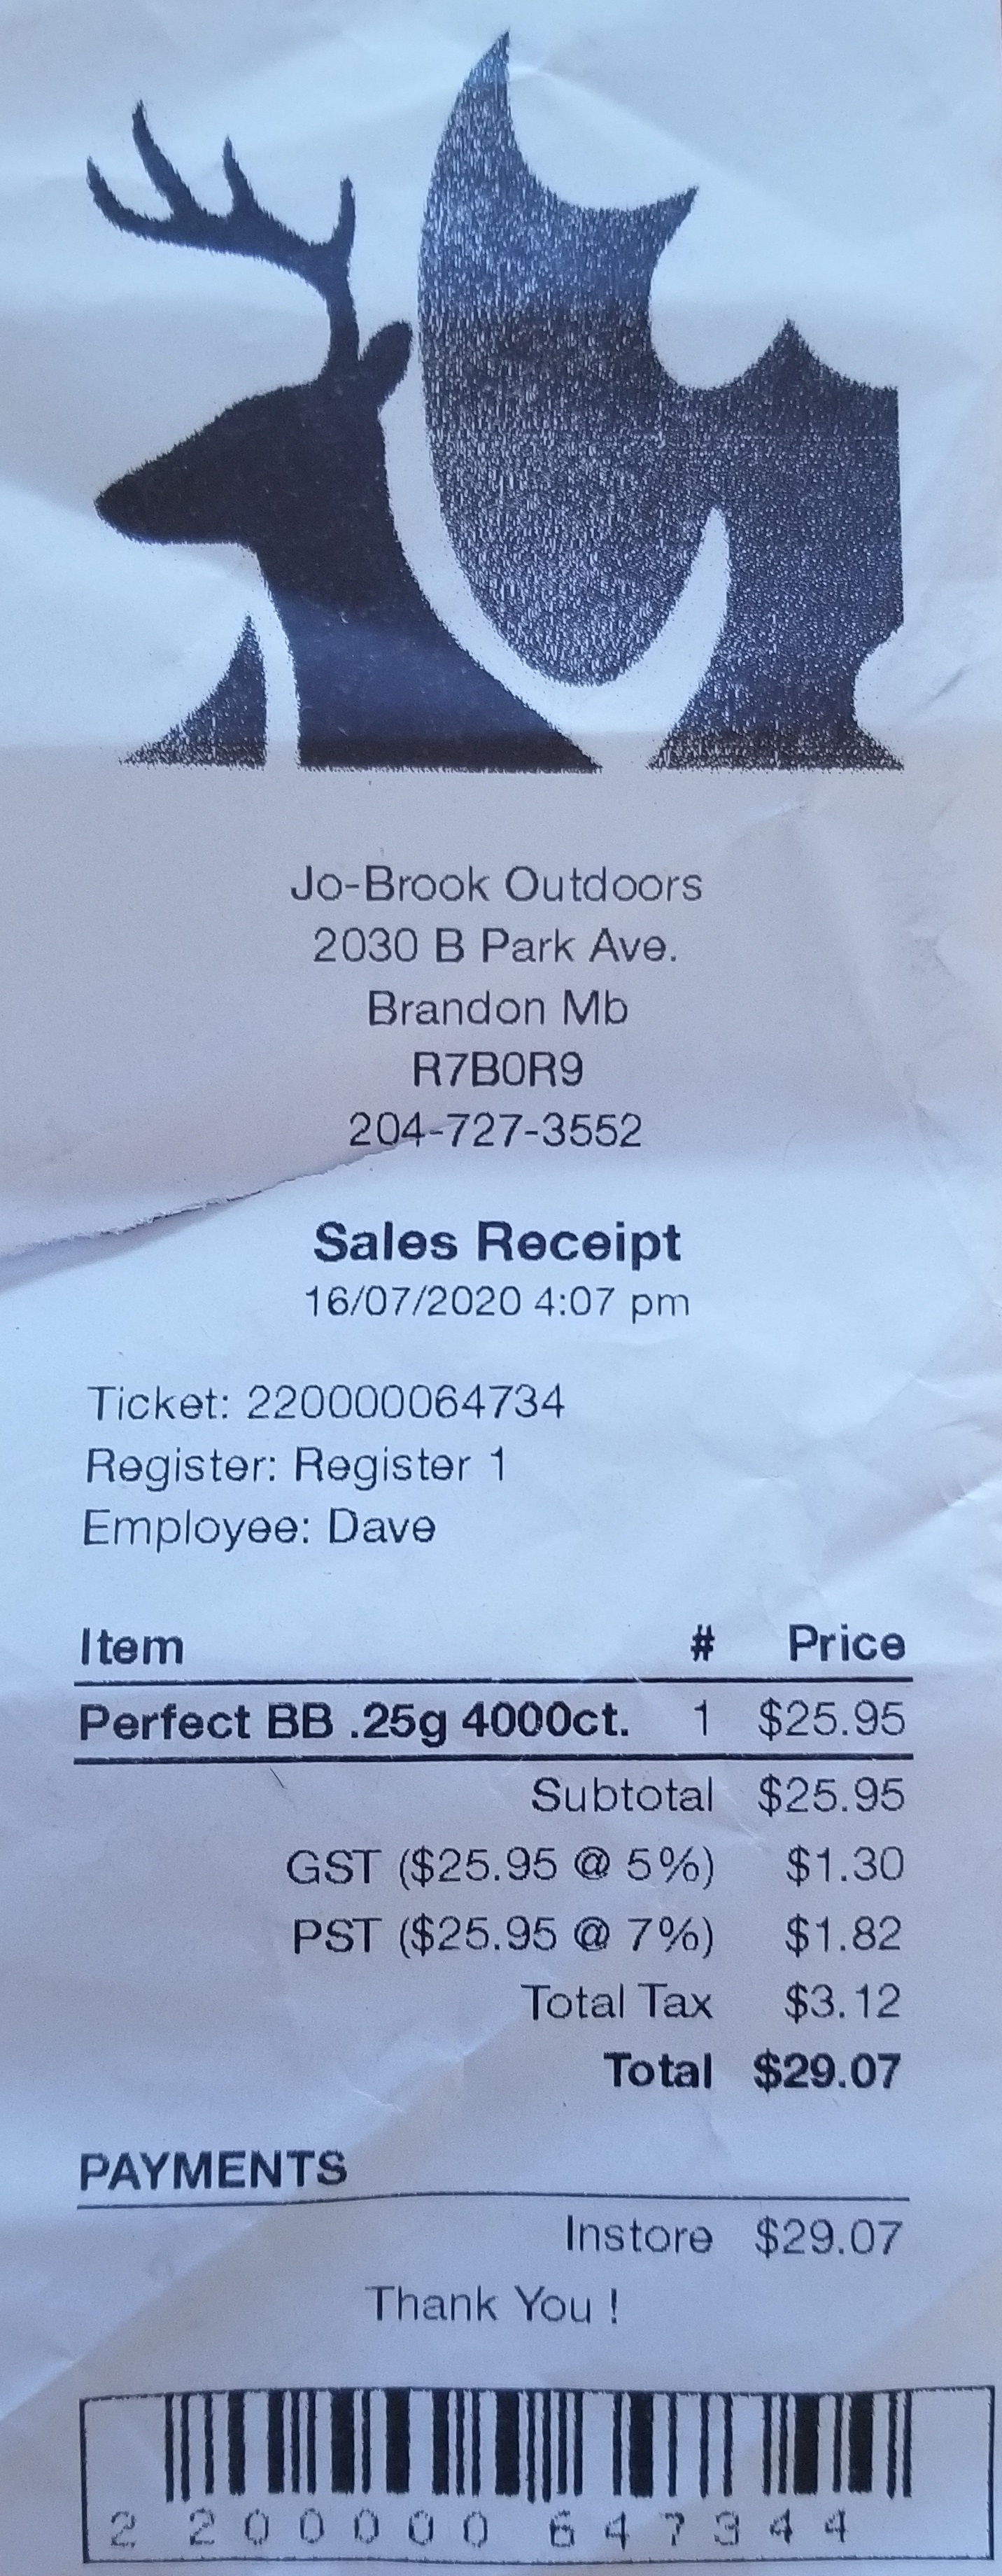 Jo-Brook Outdoors
2030 B Park Ave.
Brandon Mb
R7B0R9
204-727-3552
Sales Receipt
16/07/2020 4:07 pm
Ticket: 220000064734
Register: Register 1
Employee: Dave
Item # Price
Perfect BB .25g 4000ct. 1 $25.95
Subtotal $25.95
GST ($25.95 @ 5%) $1.30
PST ($25.95 @ 7%) $1.82
Total Tax $3.12
Total $29.07
PAYMENTS
Instore $29.07
Thank You !
2 200000 647344